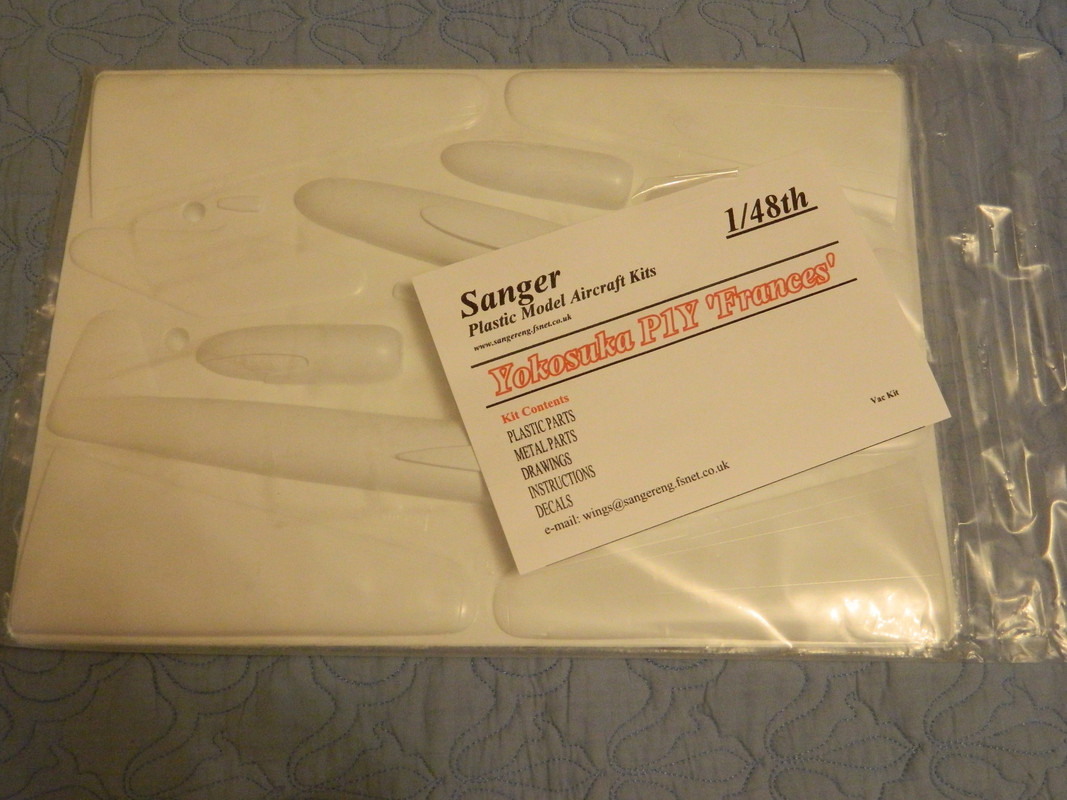 1/48th
Sanger
Plastic Model Aircraft Kits
www.sangereng.fsnet.co.uk
Yokosuka P1Y 'Frances'
Kit Contents
PLASTIC PARTS
METAL PARTS
DRAWINGS
INSTRUCTIONS
DECALS
Vac Kit
e-mail: wings@sangereng.fsnet.co.uk